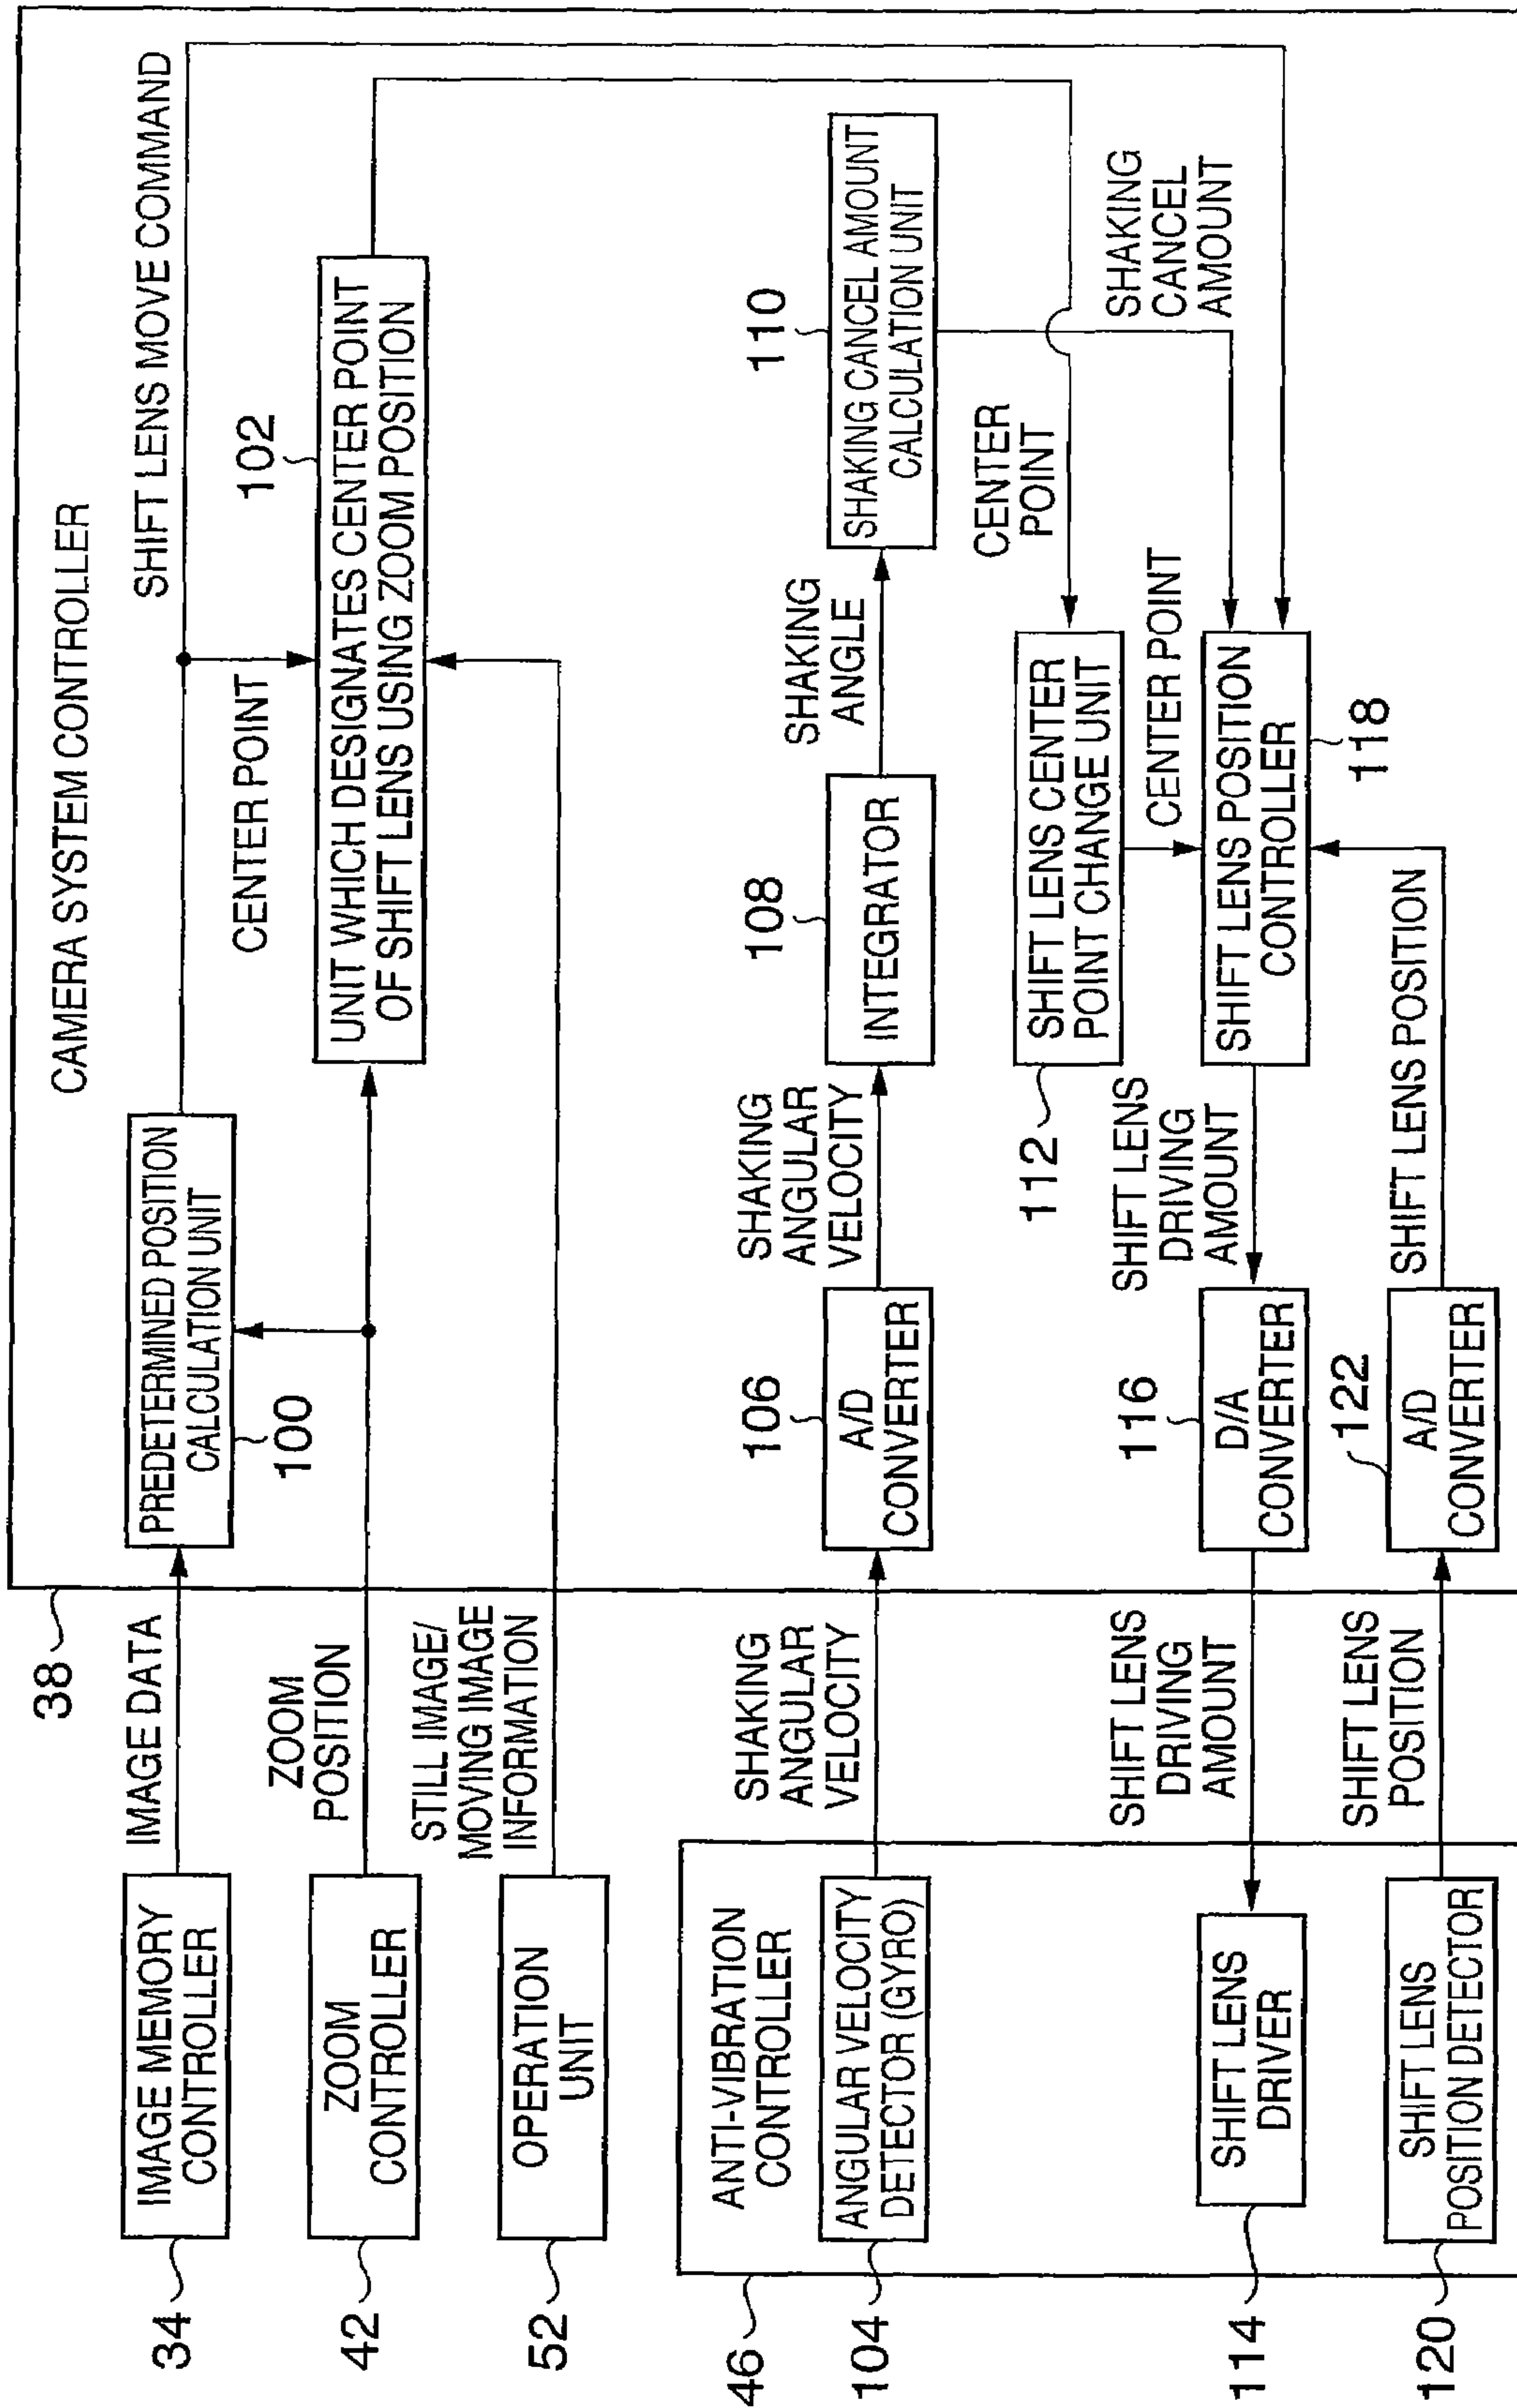 38
CAMERA SYSTEM CONTROLLER
SHIFT LENS MOVE COMMAND
34
IMAGE MEMORY
CONTROLLER
IMAGE DATA
PREDETERMINED POSITION
CALCULATION UNIT
100
CENTER POINT
102
42
ZOOM
CONTROLLER
ZOOM
POSITION
UNIT WHICH DESIGNATES CENTER POINT
OF SHIFT LENS USING ZOOM POSITION
52
OPERATION
UNIT
STILL IMAGE/
MOVING IMAGE
INFORMATION
46
ANTI-VIBRATION
CONTROLLER
104
ANGULAR VELOCITY
DETECTOR (GYRO)
SHAKING
ANGULAR
VELOCITY
106
A/D
CONVERTER
SHAKING
ANGULAR
VELOCITY
108
INTEGRATOR
SHAKING
ANGLE
110
SHAKING CANCEL AMOUNT
CALCULATION UNIT
112
SHIFT LENS CENTER
POINT CHANGE UNIT
CENTER
POINT
CENTER POINT
SHAKING
CANCEL
AMOUNT
114
SHIFT LENS
DRIVER
SHIFT LENS
DRIVING
AMOUNT
116
D/A
CONVERTER
SHIFT LENS
DRIVING
AMOUNT
SHIFT LENS POSITION
CONTROLLER
118
120
SHIFT LENS
POSITION DETECTOR
SHIFT LENS
POSITION
122
A/D
CONVERTER
SHIFT LENS POSITION